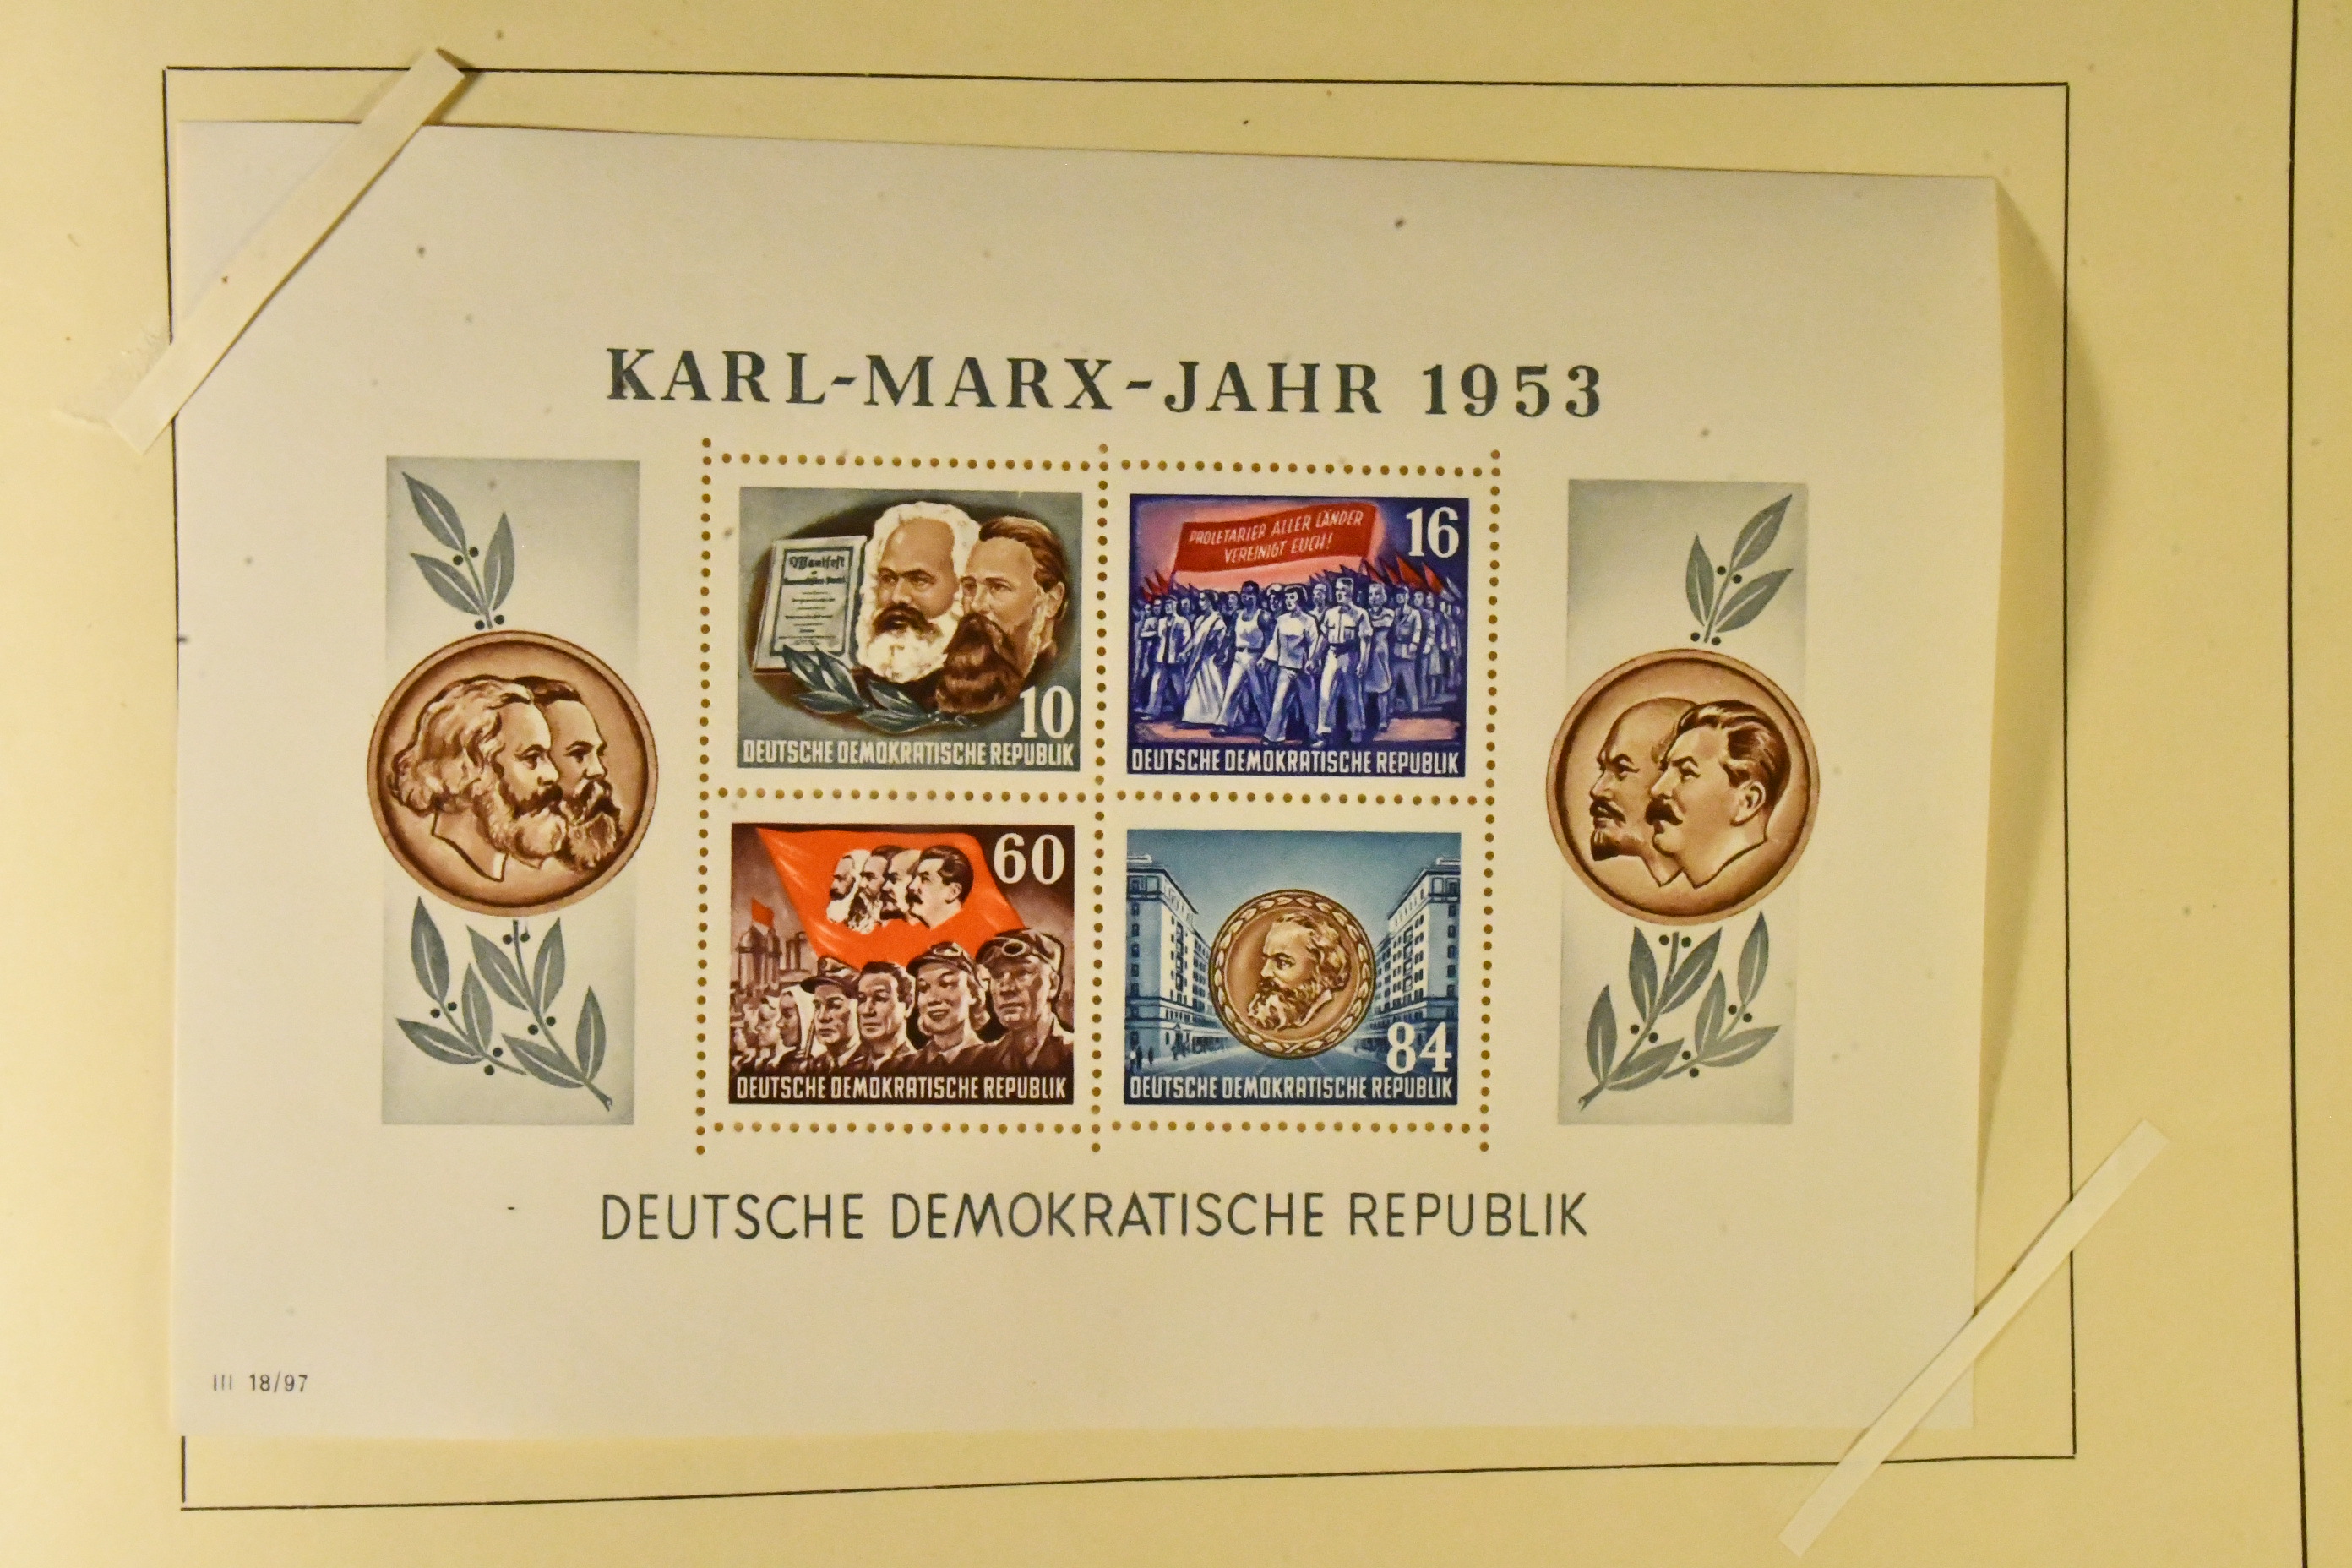 KARL-MARX-JAHR 1953
Manifest
10
DEUTSCHE DEMOKRATISCHE REPUBLIK
PROLETARIER ALLER LÄNDER
VEREINIGT EUCH!
16
DEUTSCHE DEMOKRATISCHE REPUBLIK
60
DEUTSCHE DEMOKRATISCHE REPUBLIK
84
DEUTSCHE DEMOKRATISCHE REPUBLIK
DEUTSCHE DEMOKRATISCHE REPUBLIK
III 18/97